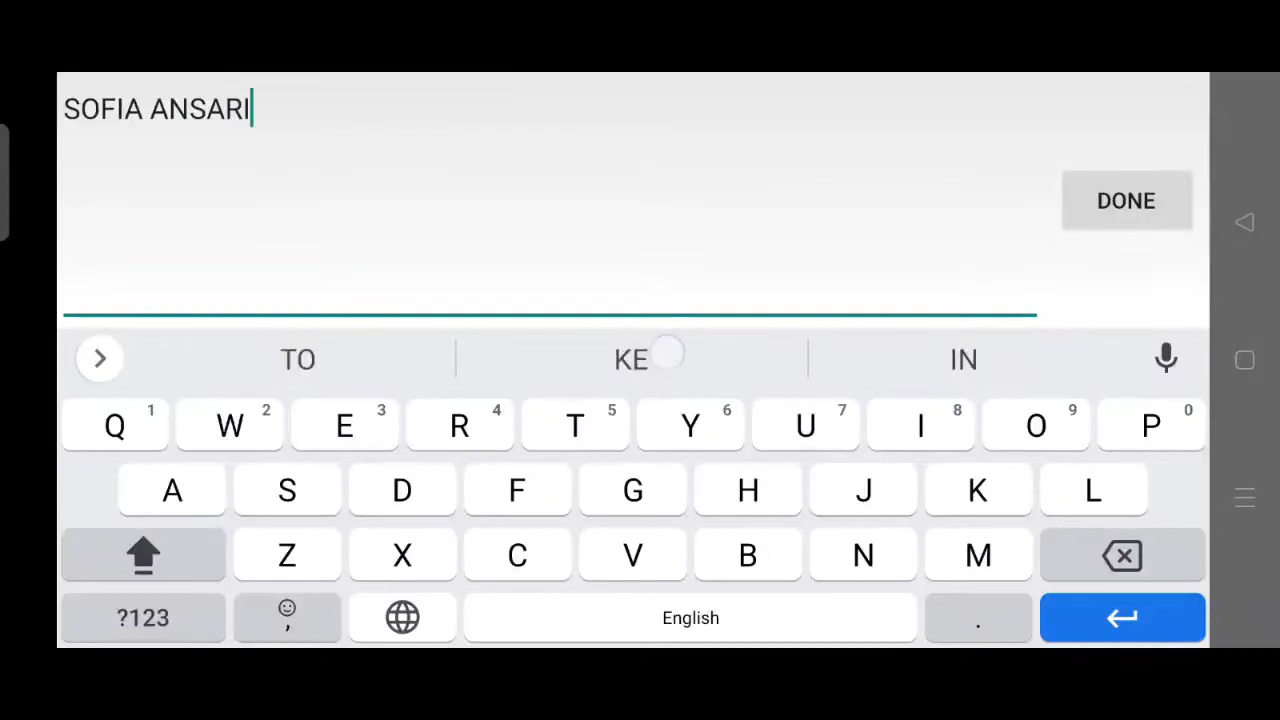 SOFIA ANSARI
DONE
TO KE IN
Q 1 W 2 E 3 R 4 T 5 Y 6 U 7 I 8 O 9 P 0
A S D F G H J K L
Z X C V B N M
?123 , English .